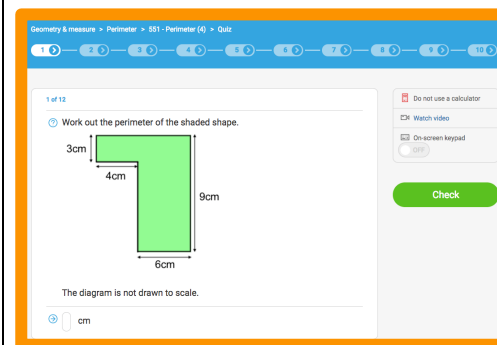 Geometry & measure > Perimeter > 551 - Perimeter (4) > Quiz
1 2 3 4 5 6 7 8 9 10
1 of 12
Work out the perimeter of the shaded shape.
3cm
4cm
9cm
6cm
The diagram is not drawn to scale.
cm
Do not use a calculator
Watch video
On-screen keypad
OFF
Check